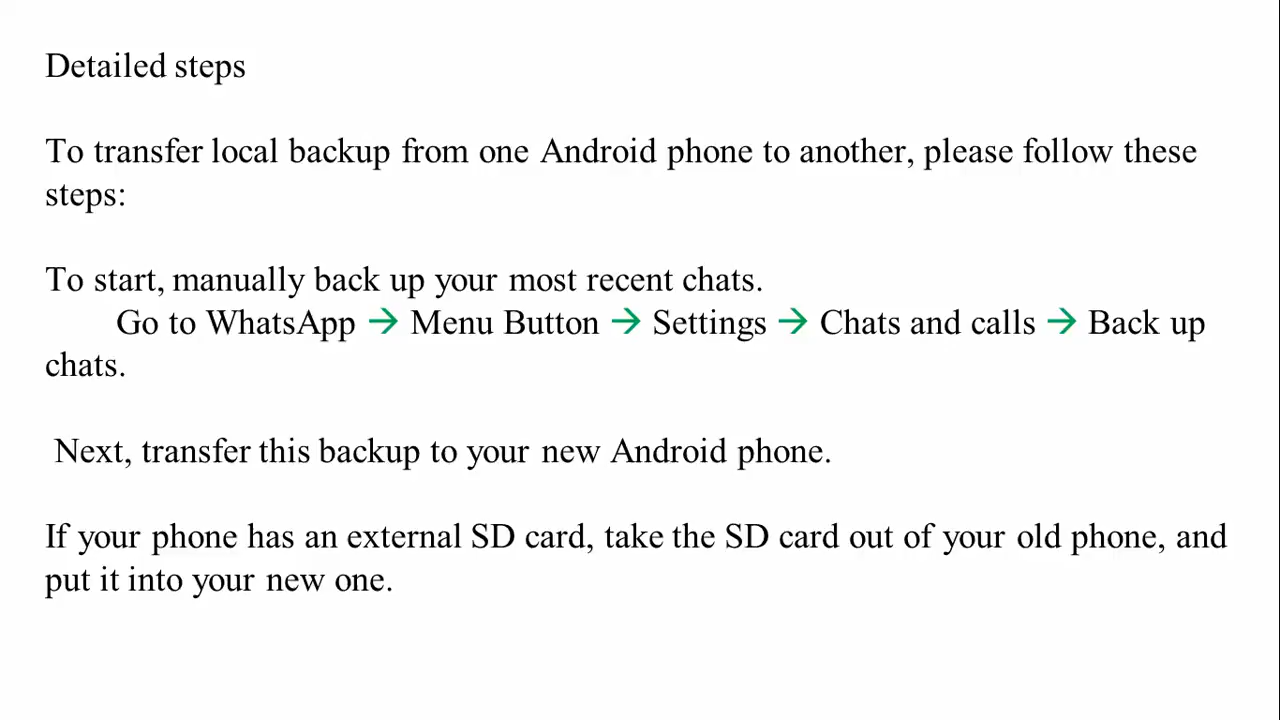 Detailed steps
To transfer local backup from one Android phone to another, please follow these
steps:
To start, manually back up your most recent chats.
Go to WhatsApp → Menu Button → Settings → Chats and calls → Back up
chats.
Next, transfer this backup to your new Android phone.
If your phone has an external SD card, take the SD card out of your old phone, and
put it into your new one.